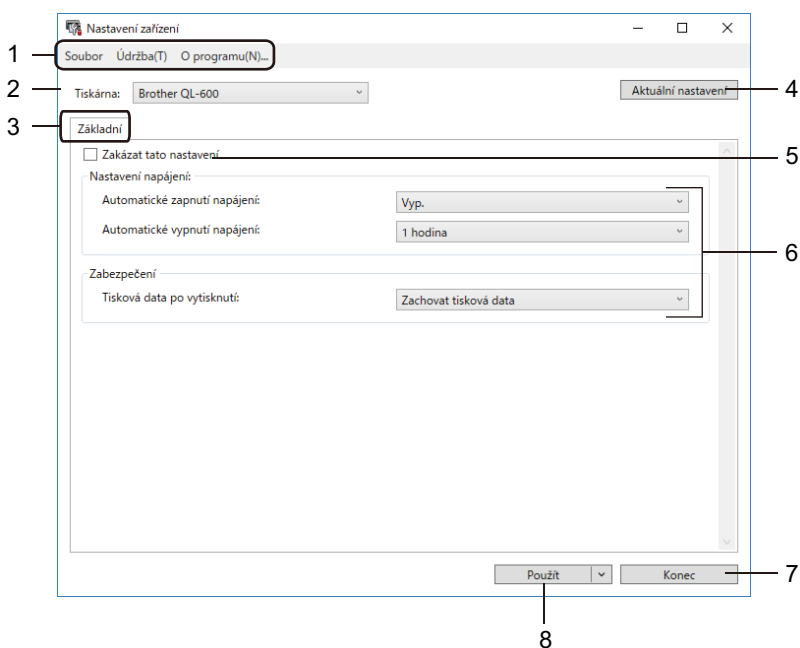 Nastavení zařízení
1
Soubor Údržba(T) O programu(N)...
2
Tiskárna: Brother QL-600
Aktuální nastavení
4
3
Základní
Zakázat tato nastavení
5
Nastavení napájení:
Automatické zapnutí napájení: Vyp.
Automatické vypnutí napájení: 1 hodina
6
Zabezpečení
Tisková data po vytisknutí: Zachovat tisková data
Použít
Konec
7
8